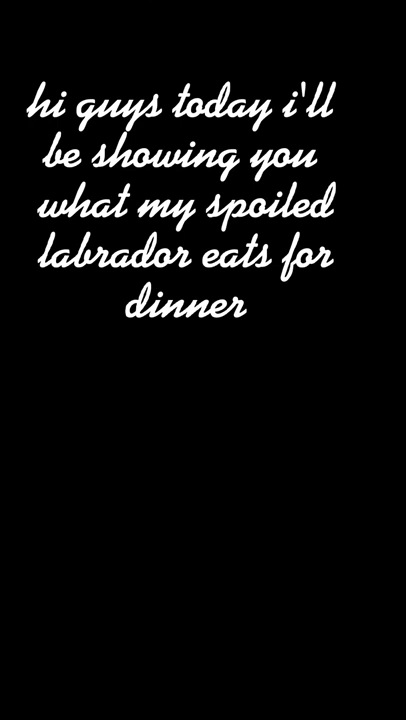 hi guys today i'll
be showing you
what my spoiled
labrador eats for
dinner